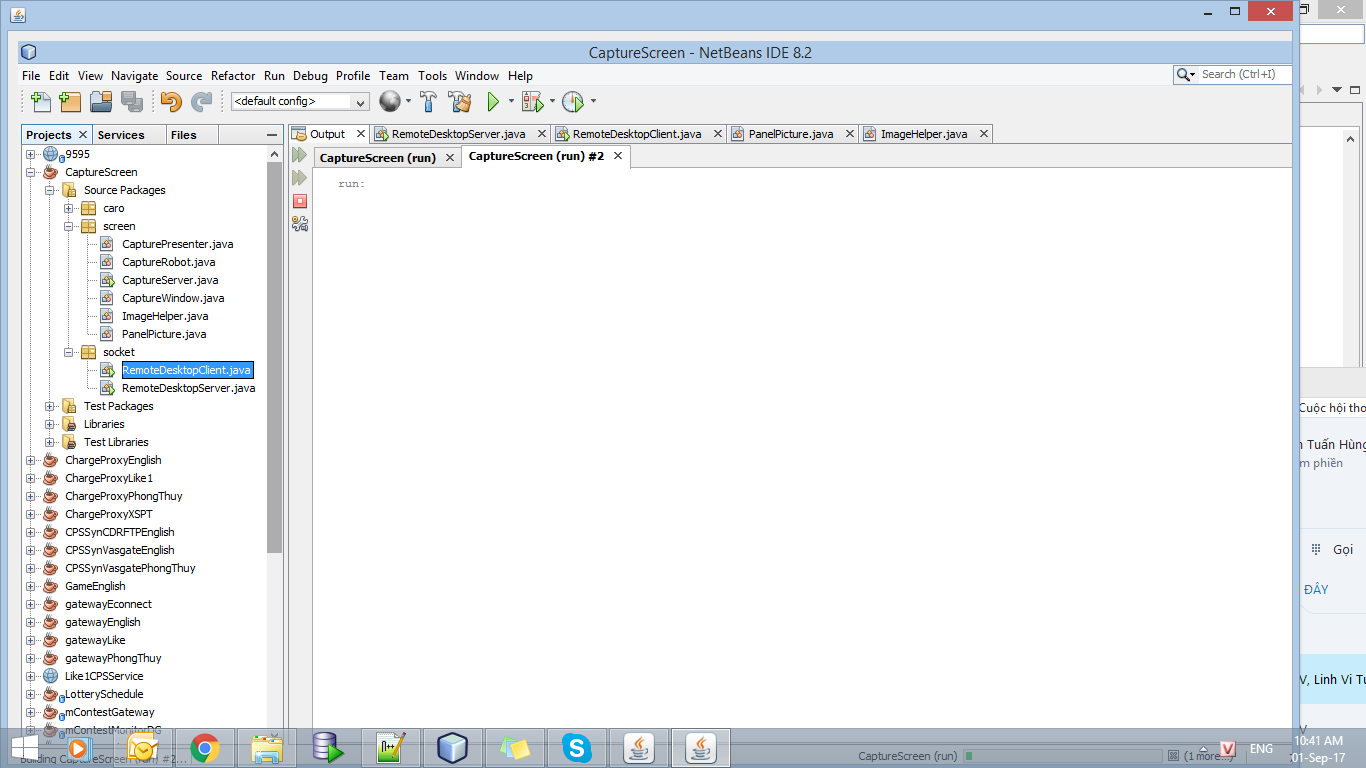 CaptureScreen - NetBeans IDE 8.2
File Edit View Navigate Source Refactor Run Debug Profile Team Tools Window Help
Search (Ctrl+I)
<default config>
Projects Services Files
Output RemoteDesktopServer.java RemoteDesktopClient.java PanelPicture.java ImageHelper.java
CaptureScreen (run) CaptureScreen (run) #2
run:
9595
CaptureScreen
Source Packages
caro
screen
CapturePresenter.java
CaptureRobot.java
CaptureServer.java
CaptureWindow.java
ImageHelper.java
PanelPicture.java
socket
RemoteDesktopClient.java
RemoteDesktopServer.java
Test Packages
Libraries
Test Libraries
ChargeProxyEnglish
ChargeProxyLike1
ChargeProxyPhongThuy
ChargeProxyXSPT
CPSSynCDRFTPEnglish
CPSSynVasgateEnglish
CPSSynVasgatePhongThuy
GameEnglish
gatewayEconnect
gatewayEnglish
gatewayLike
gatewayPhongThuy
Like1CPSService
LotterySchedule
mContestGateway
mContestMonitorDG
Cuộc hội tho
n Tuấn Hùng
m phiền
Gọi
ĐÂY
V, Linh Vi Tu
V
Building CaptureScreen (run) #2...
CaptureScreen (run)
(1 more...)
ENG
10:41 AM
01-Sep-17